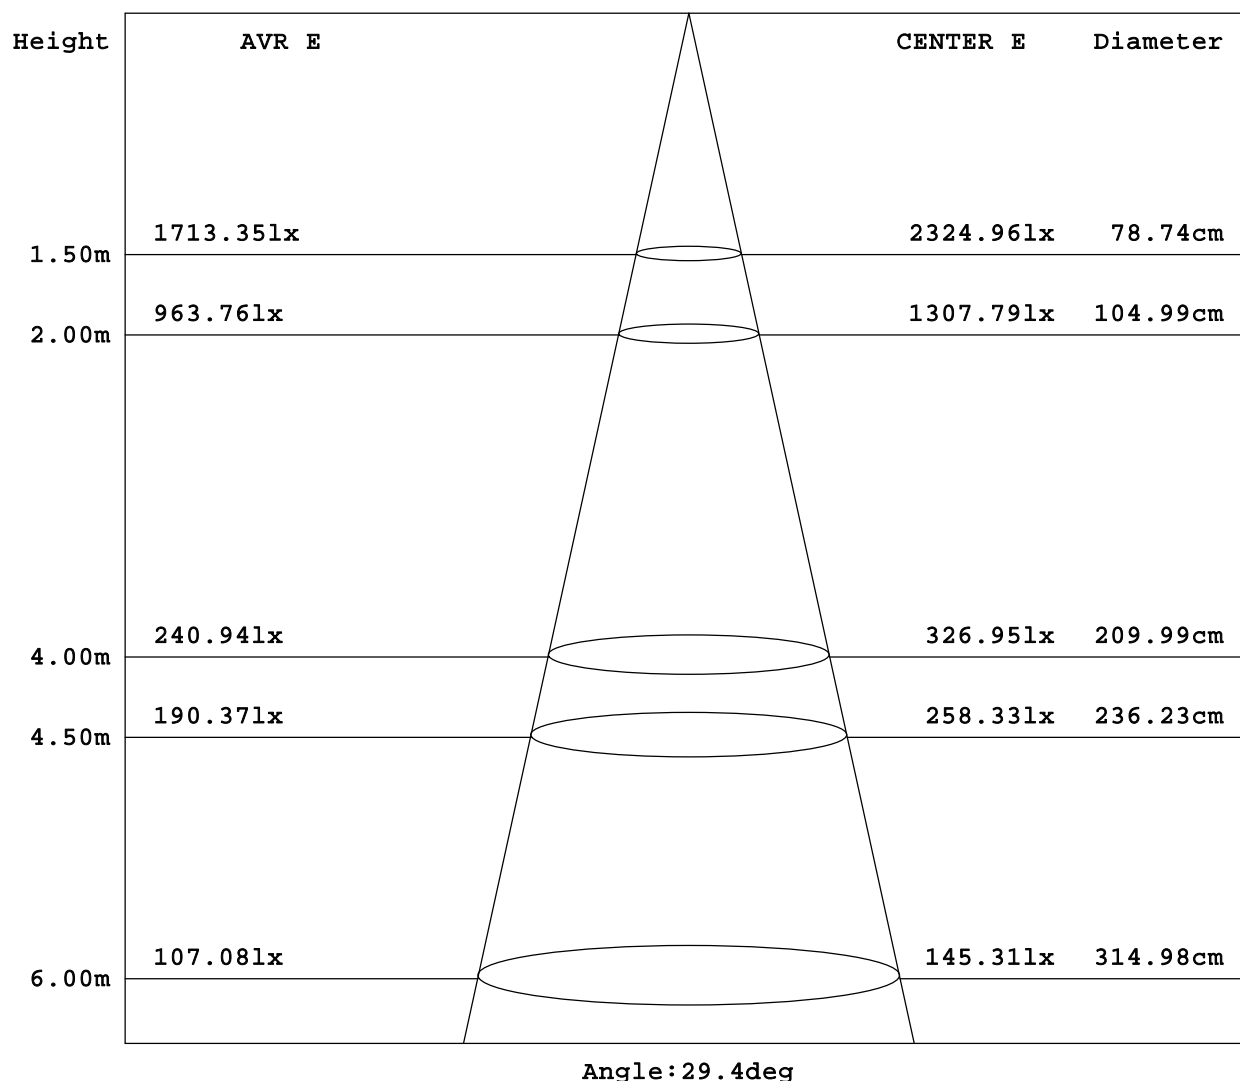 Height AVR E CENTER E Diameter
1713.35lx 2324.96lx 78.74cm
1.50m
963.76lx 1307.79lx 104.99cm
2.00m
240.94lx 326.95lx 209.99cm
4.00m
190.37lx 258.33lx 236.23cm
4.50m
107.08lx 145.31lx 314.98cm
6.00m
Angle:29.4deg